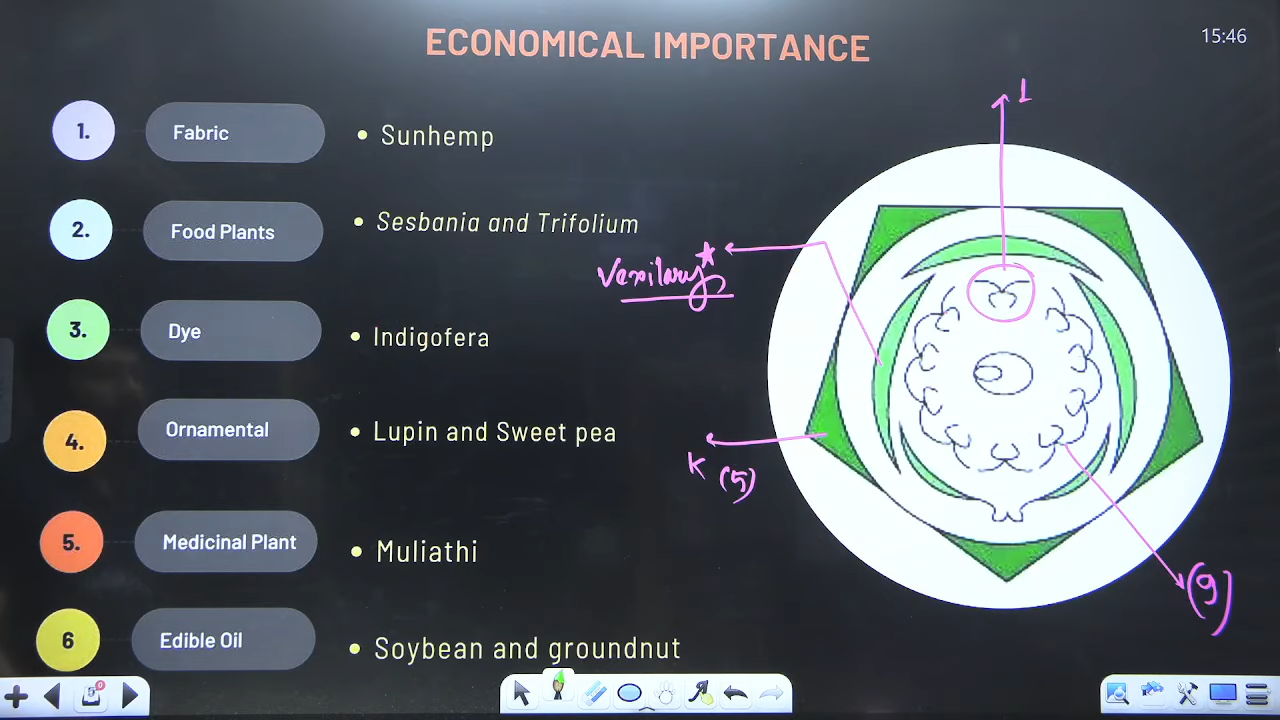 ECONOMICAL IMPORTANCE
15:46
1. Fabric • Sunhemp
2. Food Plants • Sesbania and Trifolium
3. Dye • Indigofera
4. Ornamental • Lupin and Sweet pea
5. Medicinal Plant • Muliathi
6 Edible Oil • Soybean and groundnut
1
Vexilary
K (5)
(9)
0